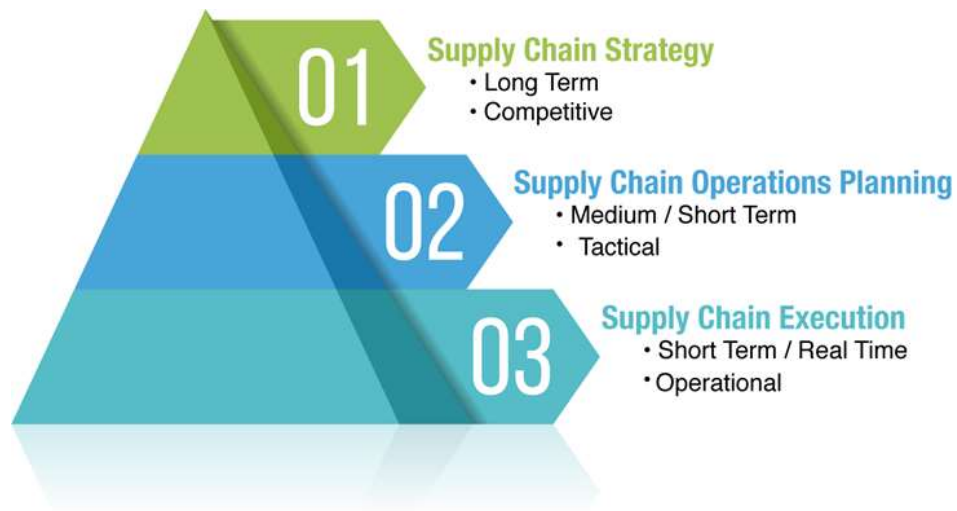 01
Supply Chain Strategy
• Long Term
• Competitive
02
Supply Chain Operations Planning
• Medium / Short Term
• Tactical
03
Supply Chain Execution
• Short Term / Real Time
• Operational